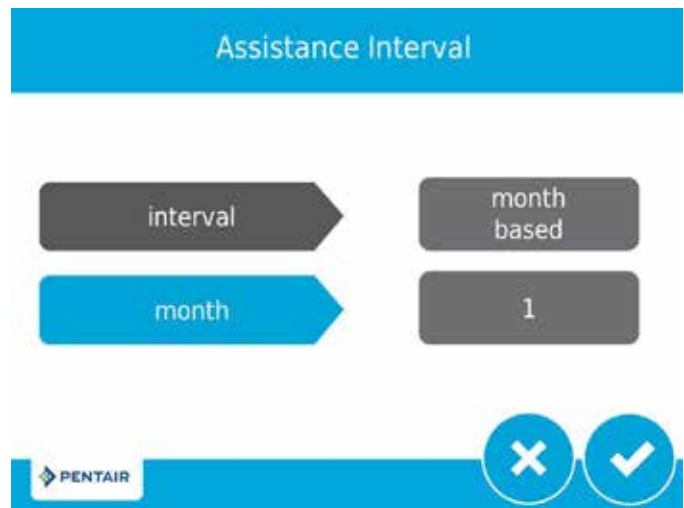 Assistance Interval
interval
month
based
month
1
PENTAIR